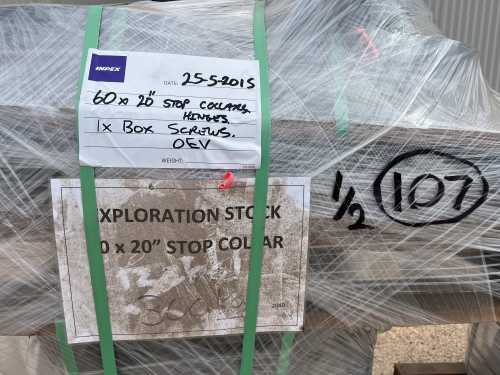 INPEX
DATE: 25-5-2015
60 x 20" STOP COLLARS
HINGES
1x BOX SCREWS.
OEV
WEIGHT:
XPLORATION STOCK
0 x 20" STOP COLLAR
1/2 107